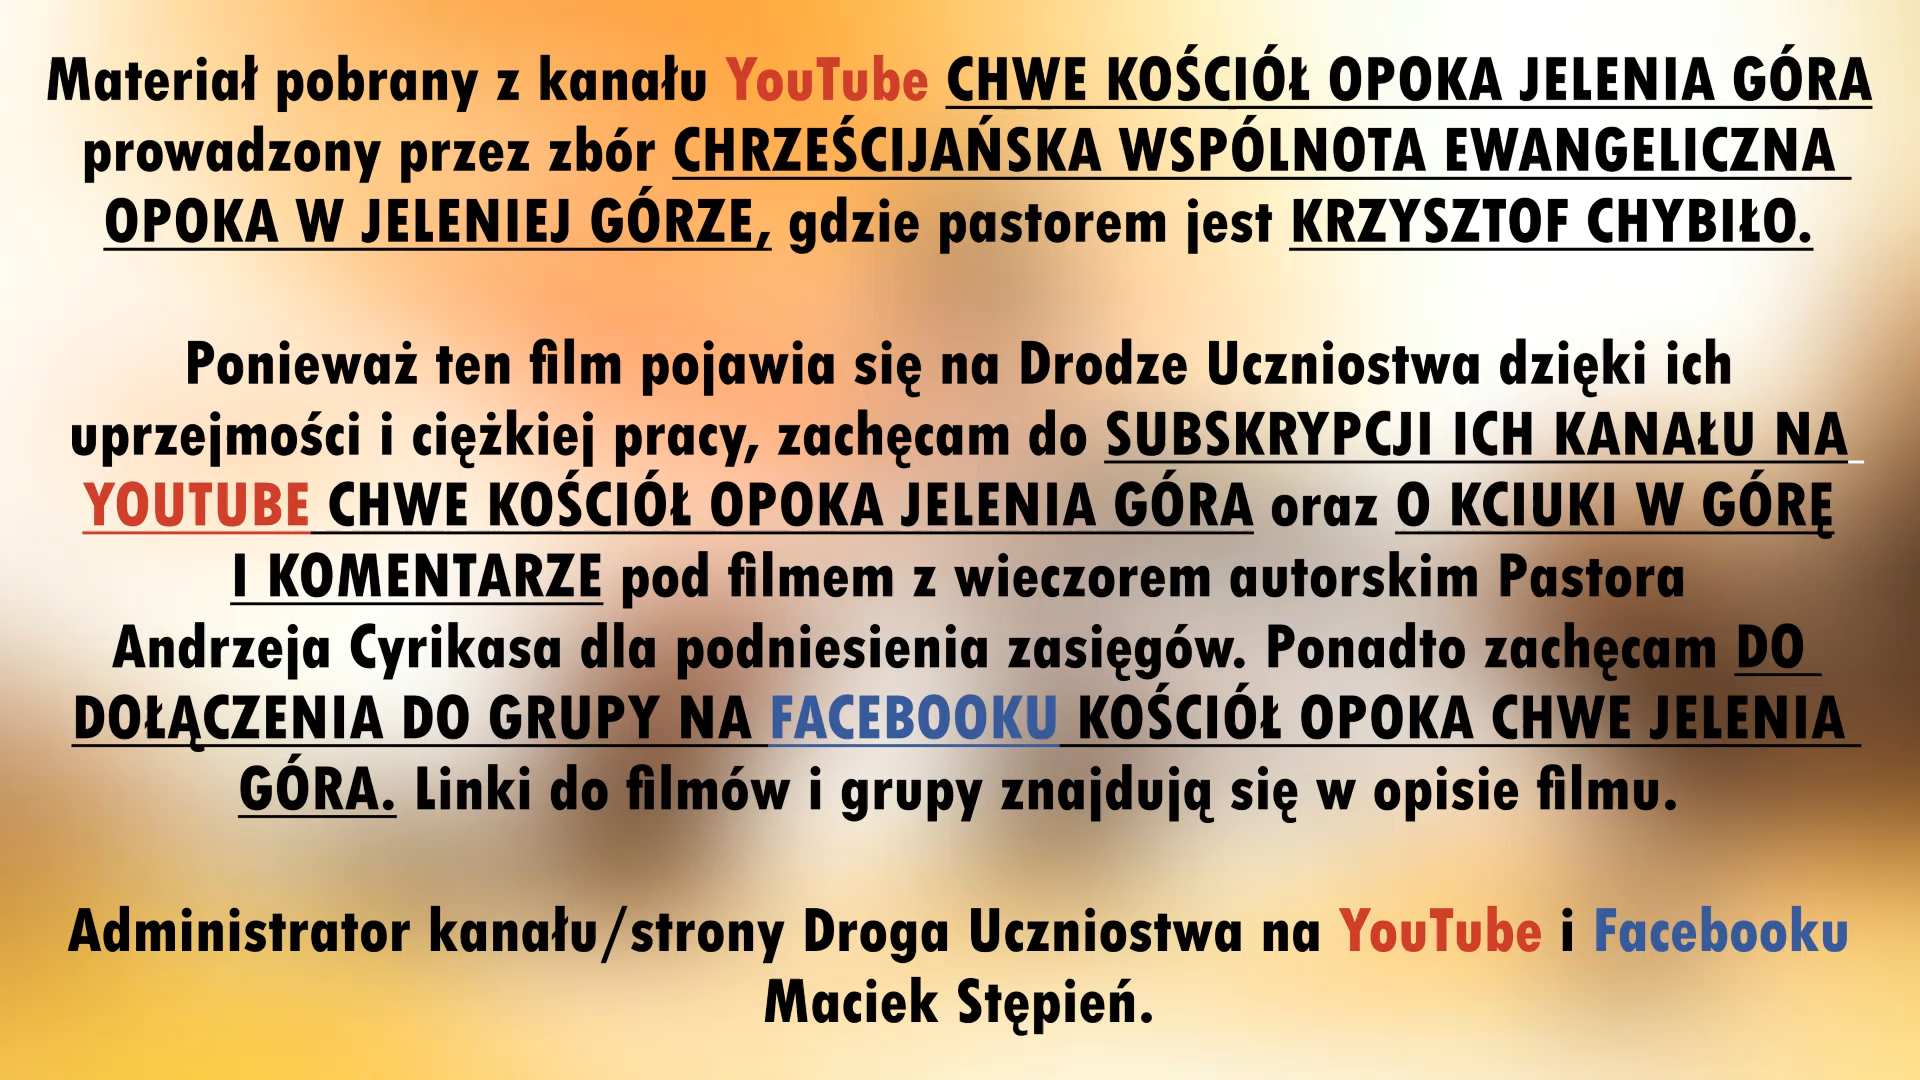 Materiał pobrany z kanału YouTube CHWE KOŚCIÓŁ OPOKA JELENIA GÓRA
prowadzony przez zbór CHRZEŚCIJAŃSKA WSPÓLNOTA EWANGELICZNA
OPOKA W JELENIEJ GÓRZE, gdzie pastorem jest KRZYSZTOF CHYBIŁO.
Ponieważ ten film pojawia się na Drodze Uczniostwa dzięki ich
uprzejmości i ciężkiej pracy, zachęcam do SUBSKRYPCJI ICH KANAŁU NA
YOUTUBE CHWE KOŚCIÓŁ OPOKA JELENIA GÓRA oraz O KCIUKI W GÓRĘ
I KOMENTARZE pod filmem z wieczorem autorskim Pastora
Andrzeja Cyrikasa dla podniesienia zasięgów. Ponadto zachęcam DO
DOŁĄCZENIA DO GRUPY NA FACEBOOKU KOŚCIÓŁ OPOKA CHWE JELENIA
GÓRA. Linki do filmów i grupy znajdują się w opisie filmu.
Administrator kanału/strony Droga Uczniostwa na YouTube i Facebooku
Maciek Stępień.